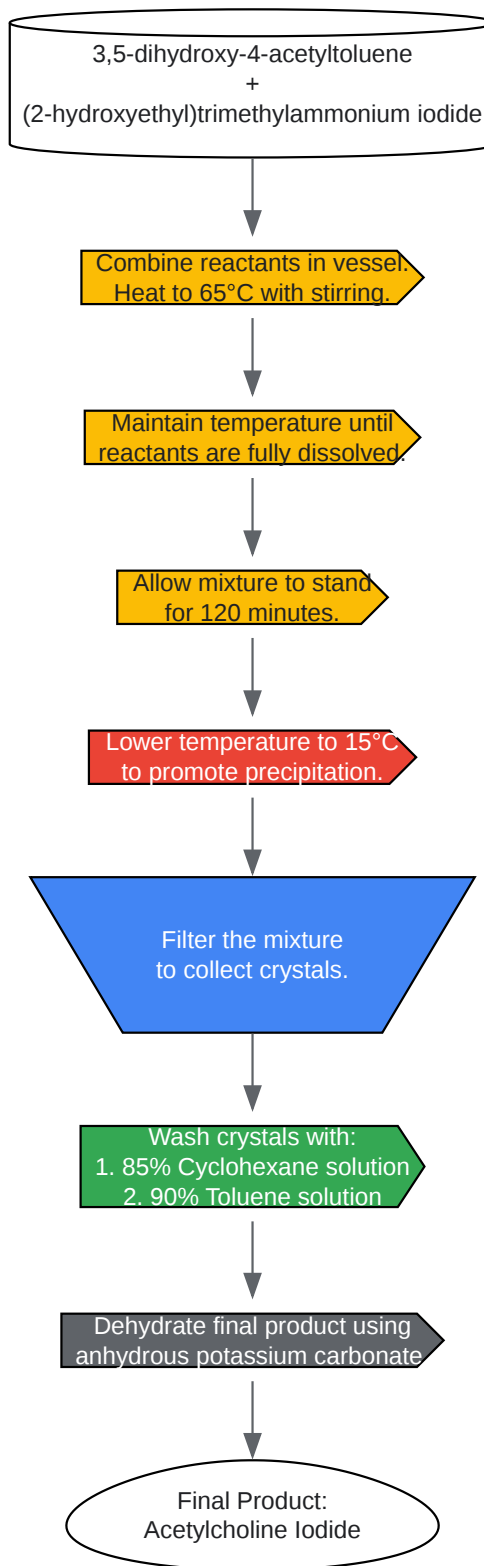 3,5-dihydroxy-4-acetyltoluene
+
(2-hydroxyethyl)trimethylammonium iodide
Combine reactants in vessel.
Heat to 65°C with stirring.
Maintain temperature until
reactants are fully dissolved.
Allow mixture to stand
for 120 minutes.
Lower temperature to 15°C
to promote precipitation.
Filter the mixture
to collect crystals.
Wash crystals with:
1. 85% Cyclohexane solution
2. 90% Toluene solution
Dehydrate final product using
anhydrous potassium carbonate.
Final Product:
Acetylcholine Iodide